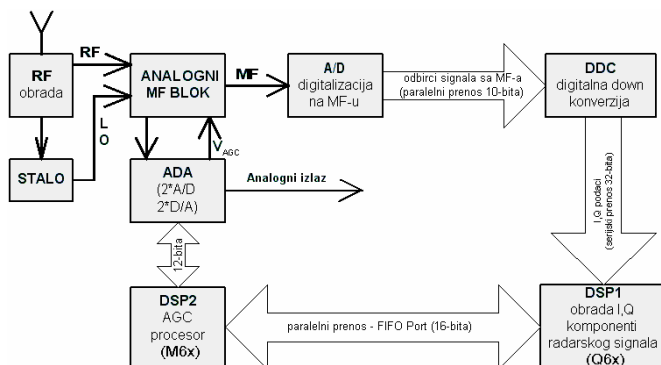 RF
obrada
RF
ANALOGNI
MF BLOK
MF
A/D
digitalizacija
na MF-u
odbirci signala sa MF-a
(paralelni prenos 10-bita)
DDC
digitalna down
konverzija
LO
STALO
VAGC
ADA
(2*A/D
2*D/A)
Analogni izlaz
I,Q podaci
(serijski prenos 32-bita)
12-bita
DSP2
AGC
procesor
(M6x)
paralelni prenos - FIFO Port (16-bita)
DSP1
obrada I,Q
komponenti
radarskog signala
(Q6x)